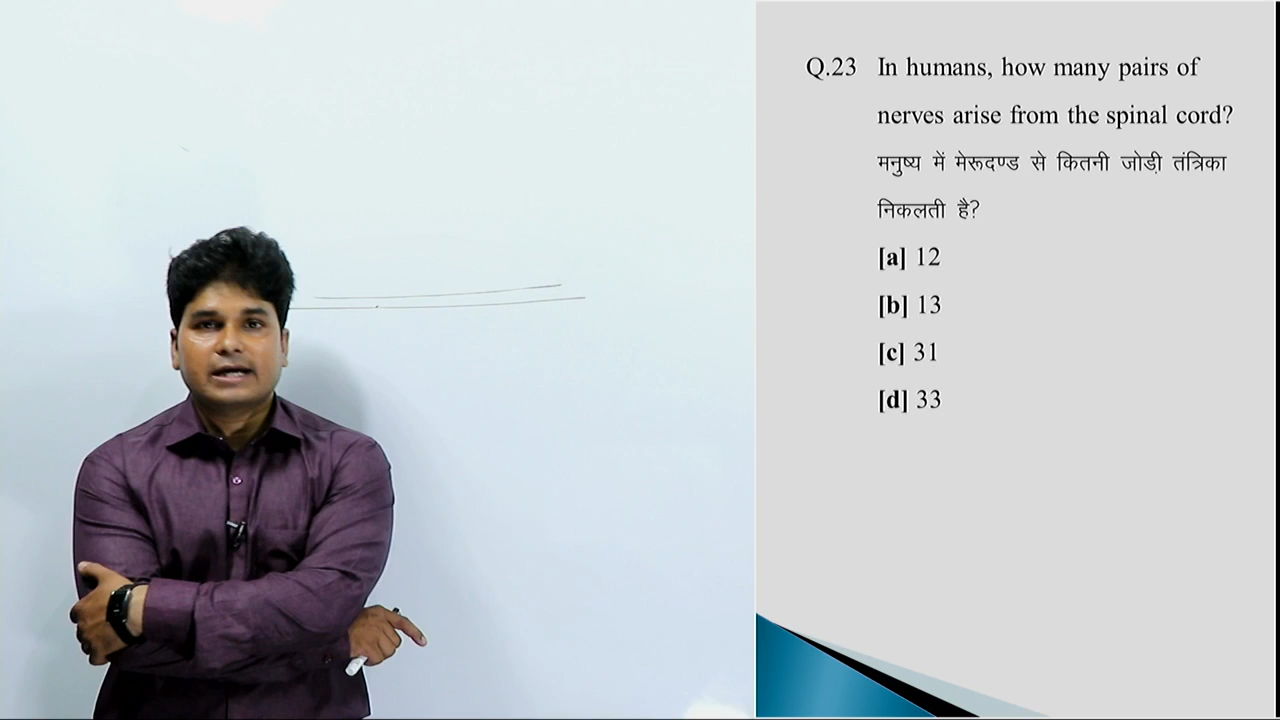 Q.23 In humans, how many pairs of
nerves arise from the spinal cord?
मनुष्य में मेरूदण्ड से कितनी जोड़ी तंत्रिका
निकलती है?
[a] 12
[b] 13
[c] 31
[d] 33